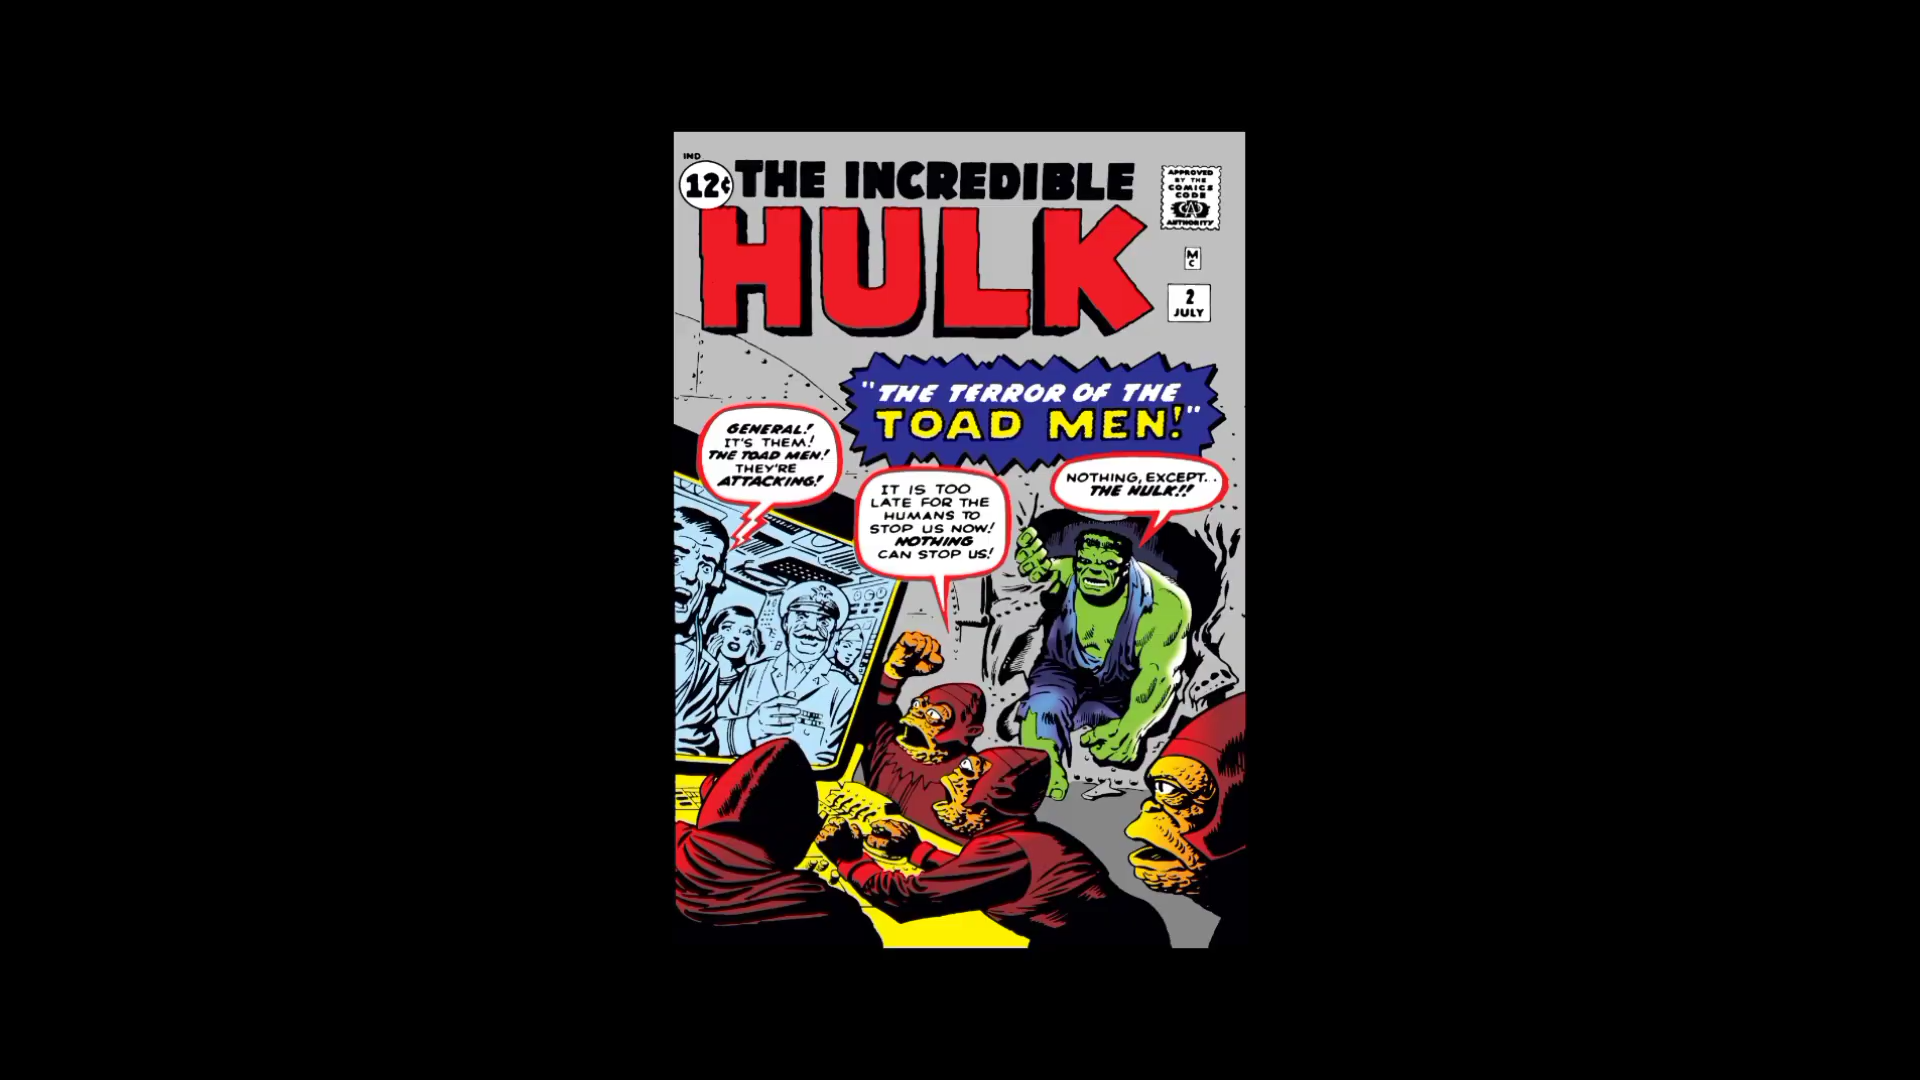 IND
12¢
THE INCREDIBLE
HULK
APPROVED
BY THE
COMICS
CODE
CA
AUTHORITY
M
C
2
JULY
"THE TERROR OF THE
TOAD MEN!"
GENERAL!
IT'S THEM!
THE TOAD MEN!
THEY'RE
ATTACKING!
IT IS TOO
LATE FOR THE
HUMANS TO
STOP US NOW!
NOTHING
CAN STOP US!
NOTHING, EXCEPT..
THE HULK!!